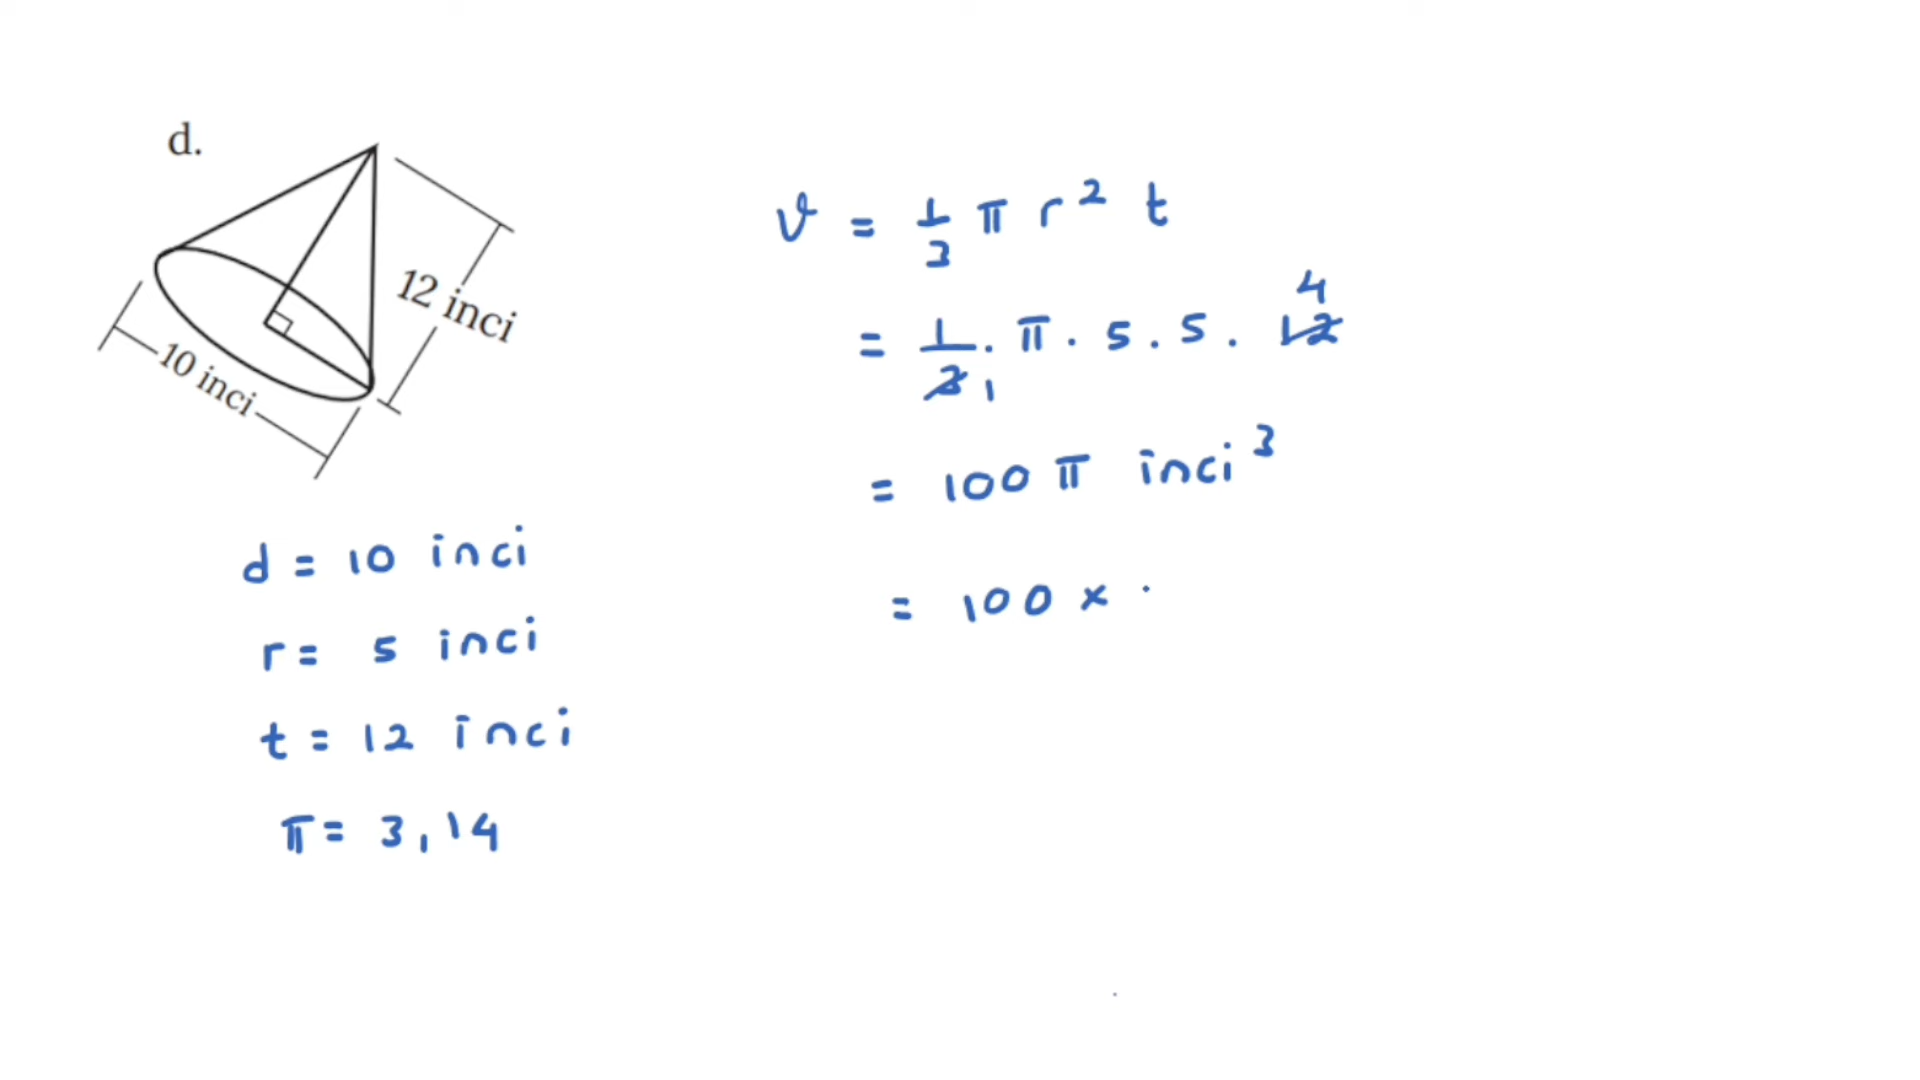 d.
12 inci
10 inci
d = 10 inci
r = 5 inci
t = 12 inci
π = 3,14
V = 1/3 π r² t
= 1/3 1 . π . 5 . 5 . 12 4
= 100 π inci³
= 100 ×